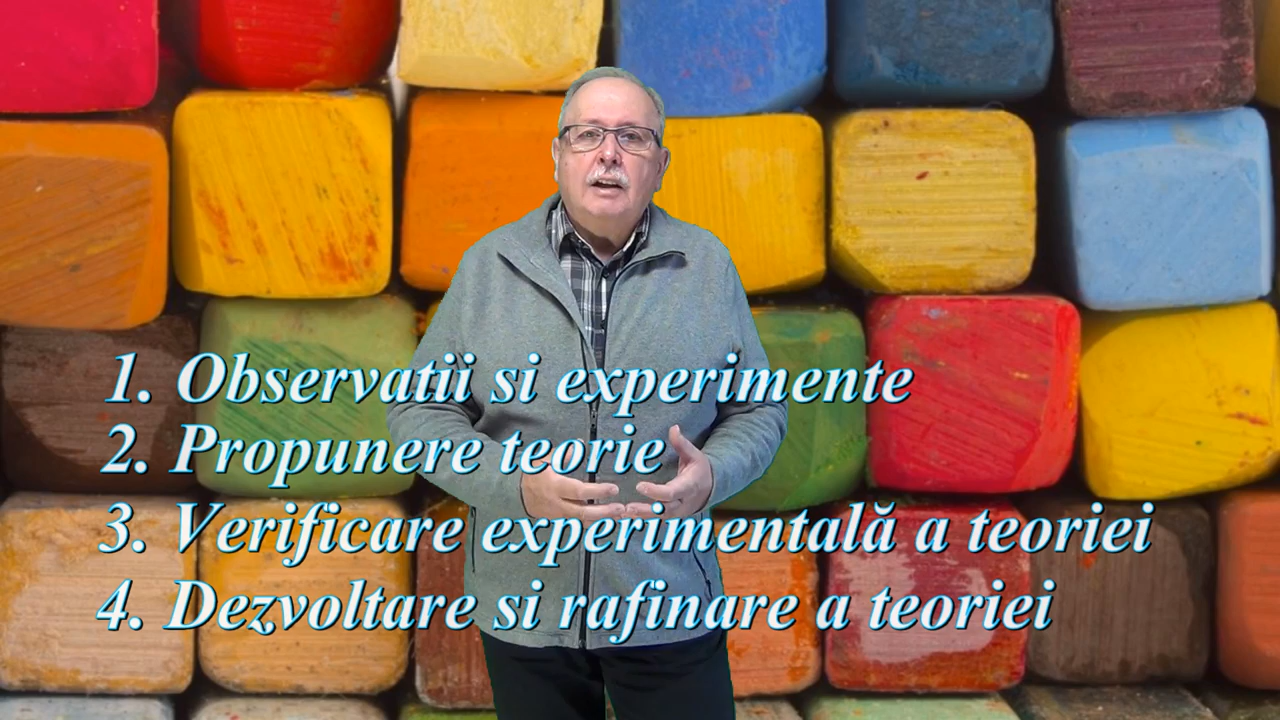 1. Observatii si experimente
2. Propunere teorie
3. Verificare experimentală a teoriei
4. Dezvoltare si rafinare a teoriei